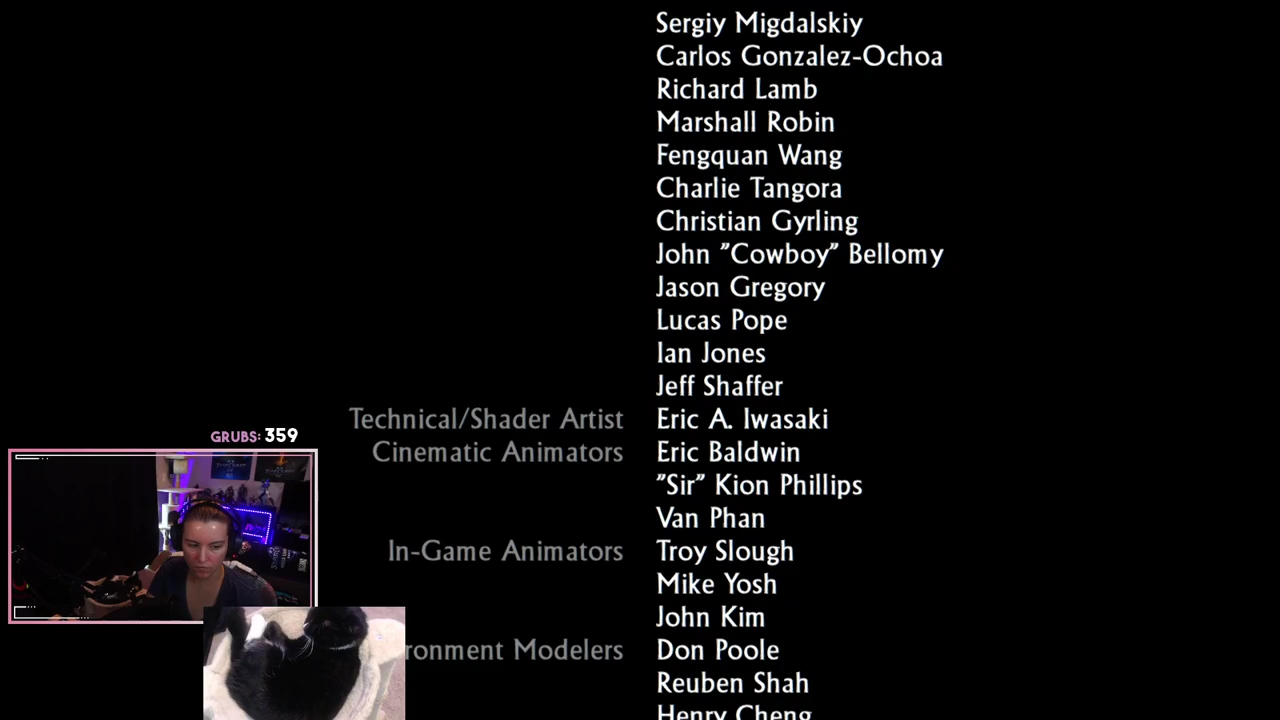 Sergiy Migdalskiy
Carlos Gonzalez-Ochoa
Richard Lamb
Marshall Robin
Fengquan Wang
Charlie Tangora
Christian Gyrling
John "Cowboy" Bellomy
Jason Gregory
Lucas Pope
Ian Jones
Jeff Shaffer
Technical/Shader Artist Eric A. Iwasaki
GRUBS: 359
Cinematic Animators Eric Baldwin
"Sir" Kion Phillips
Van Phan
In-Game Animators Troy Slough
Mike Yosh
John Kim
ronment Modelers Don Poole
Reuben Shah
Henry Cheng